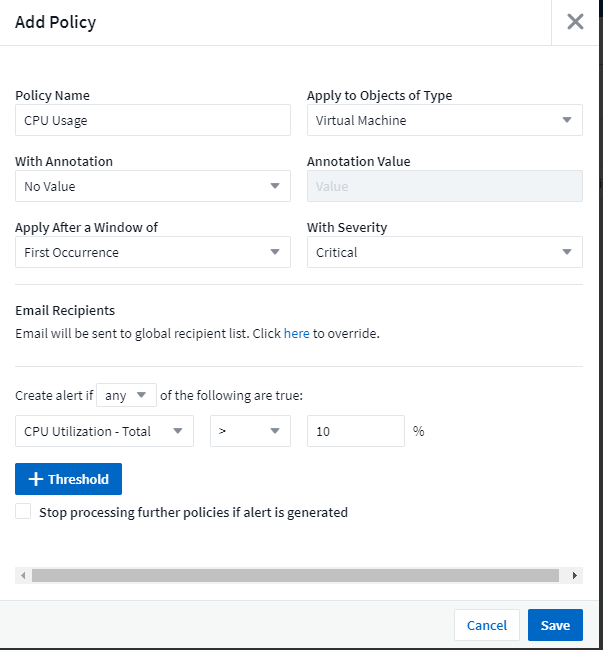 Add Policy
Policy Name
Apply to Objects of Type
CPU Usage
Virtual Machine
With Annotation
Annotation Value
No Value
Value
Apply After a Window of
With Severity
First Occurrence
Critical
Email Recipients
Email will be sent to global recipient list. Click here to override.
Create alert if any of the following are true:
CPU Utilization - Total > 10 %
+ Threshold
Stop processing further policies if alert is generated
Cancel Save